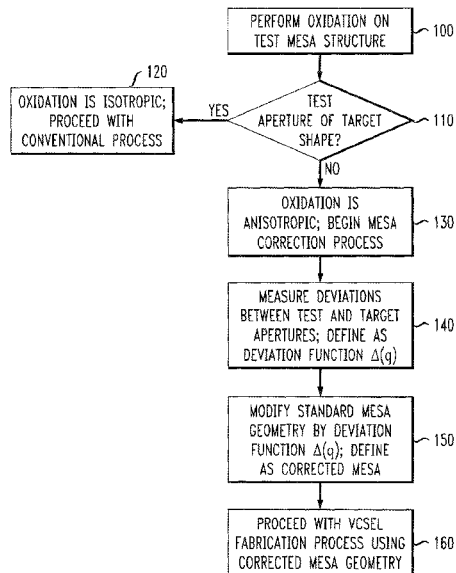 PERFORM OXIDATION ON
TEST MESA STRUCTURE
100
120
OXIDATION IS ISOTROPIC;
PROCEED WITH
CONVENTIONAL PROCESS
YES
TEST
APERTURE OF TARGET
SHAPE?
110
NO
OXIDATION IS
ANISOTROPIC; BEGIN MESA
CORRECTION PROCESS
130
MEASURE DEVIATIONS
BETWEEN TEST AND TARGET
APERTURES; DEFINE AS
DEVIATION FUNCTION Δ(q)
140
MODIFY STANDARD MESA
GEOMETRY BY DEVIATION
FUNCTION Δ(q); DEFINE
AS CORRECTED MESA
150
PROCEED WITH VCSEL
FABRICATION PROCESS USING
CORRECTED MESA GEOMETRY
160